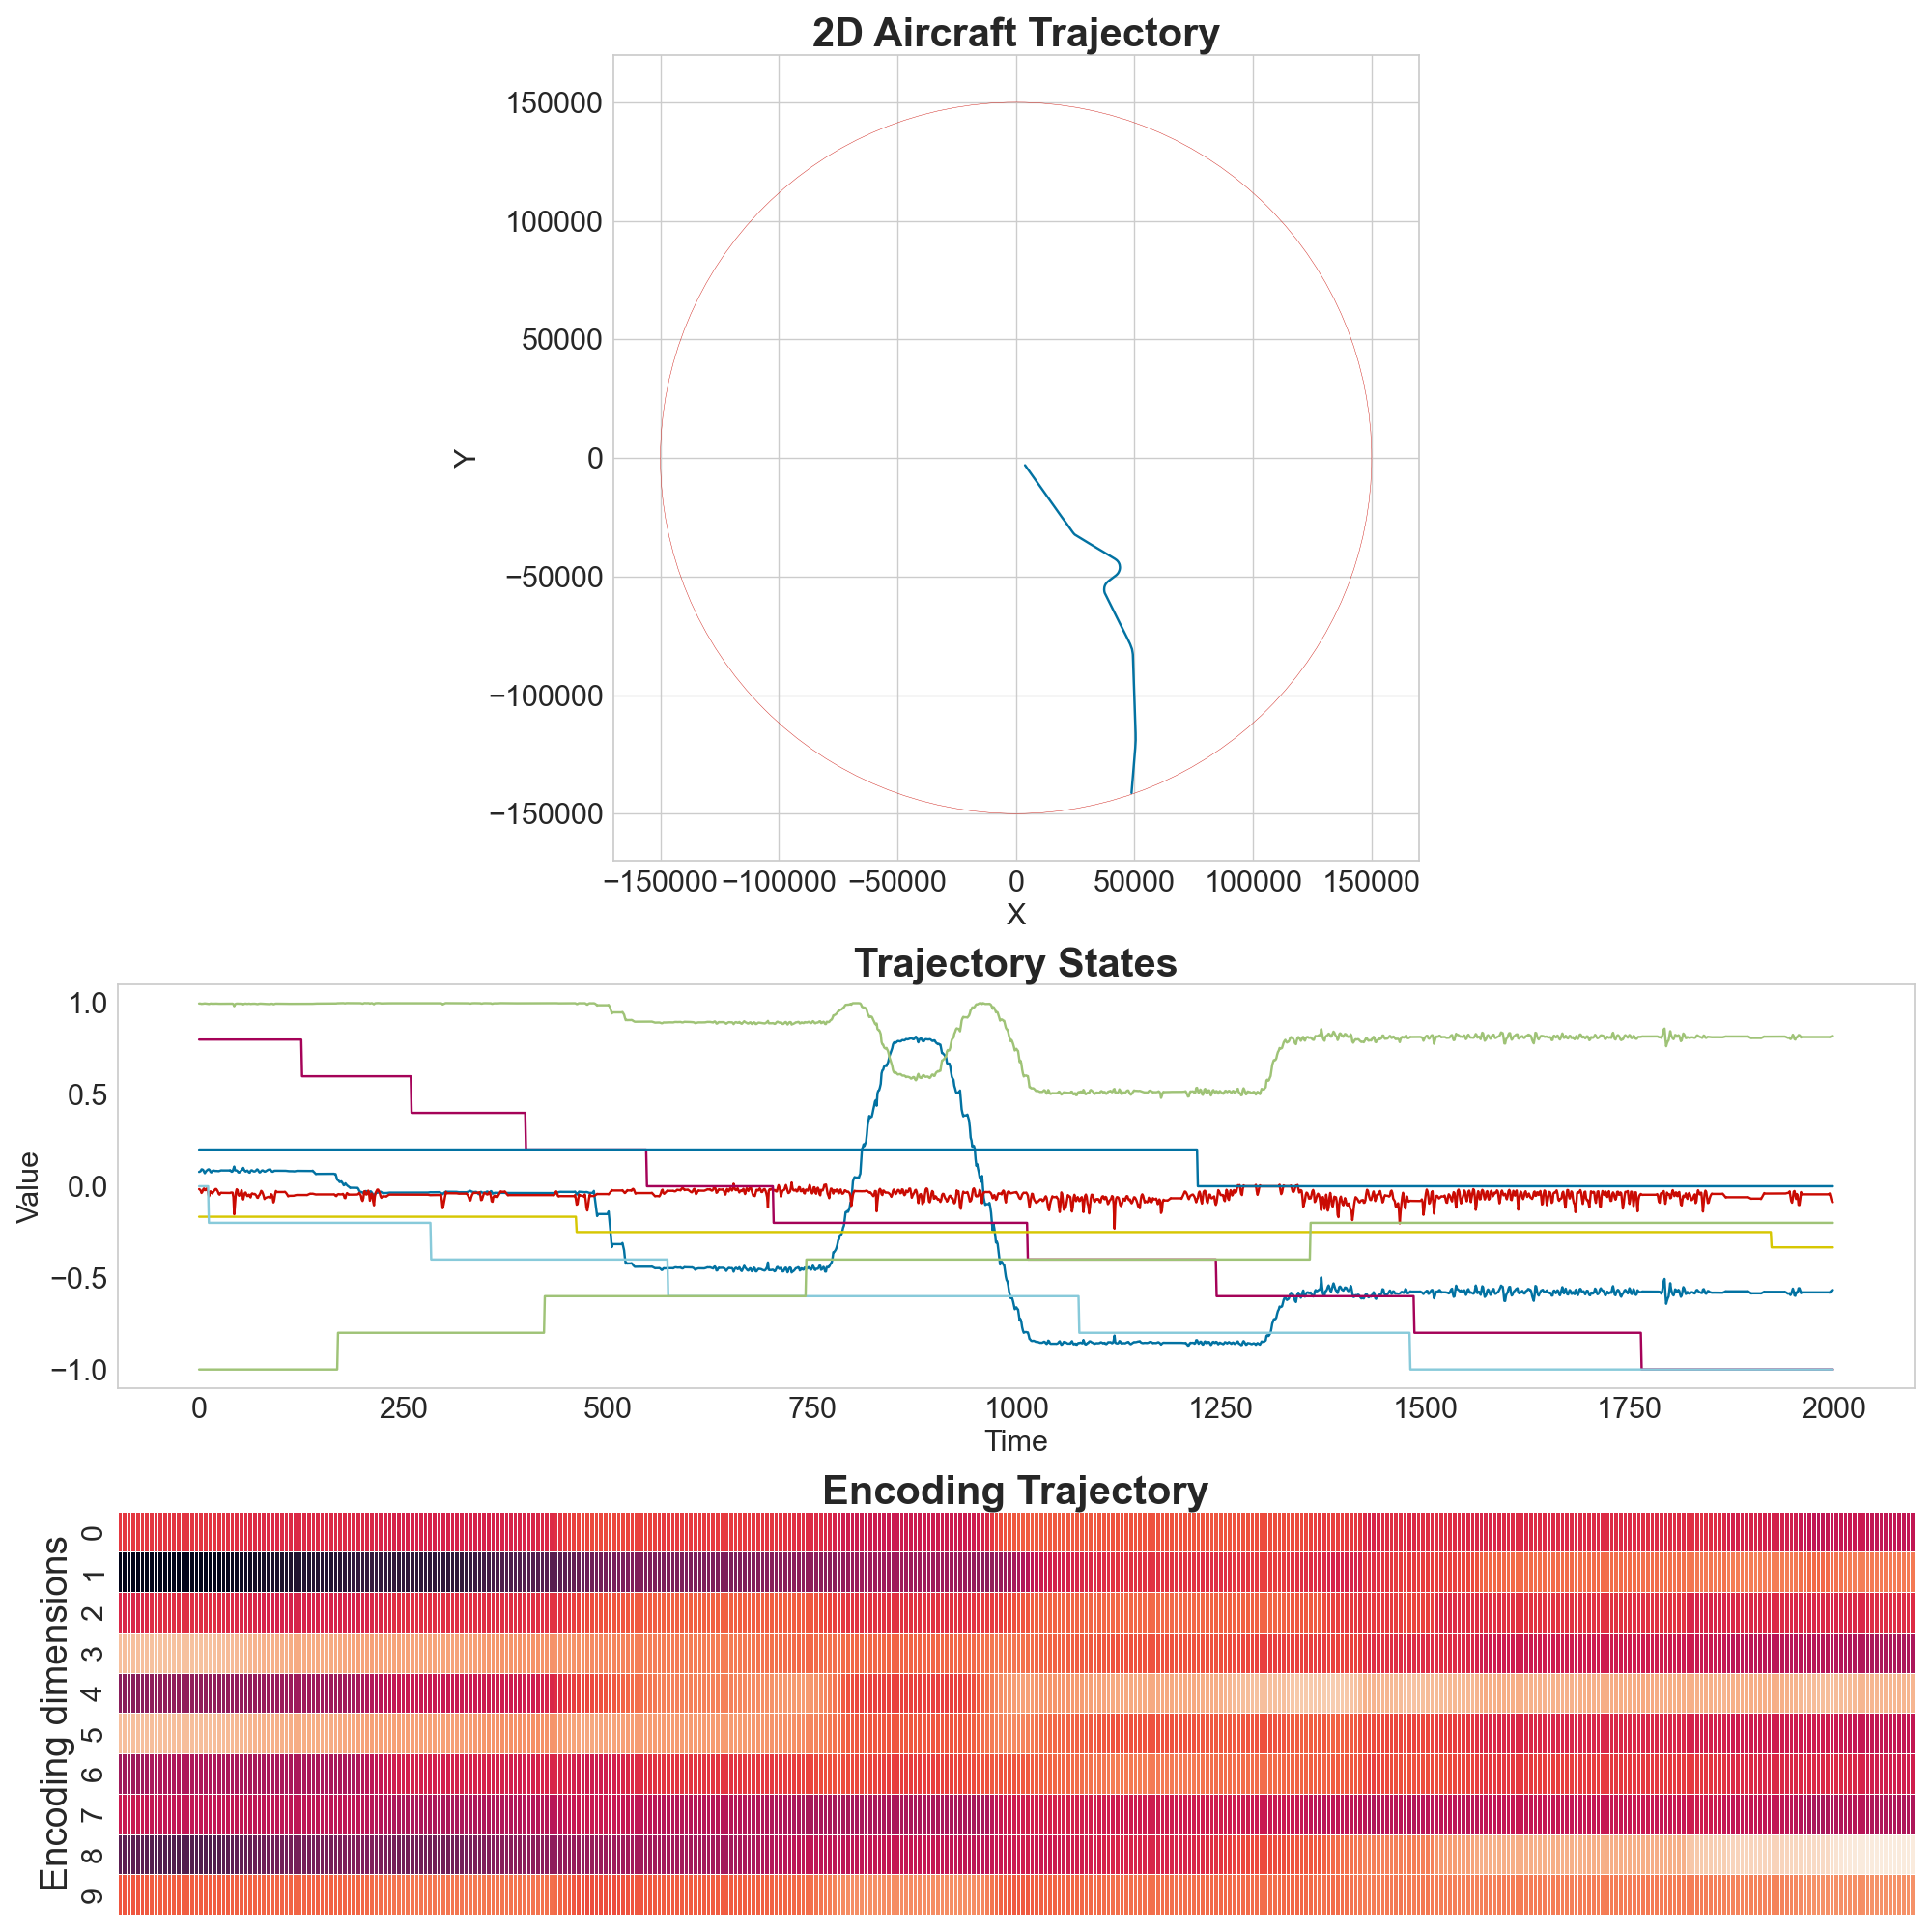 2D Aircraft Trajectory
150000
100000
50000
0
−50000
−100000
−150000
Y
−150000 −100000 −50000 0 50000 100000 150000
X
Trajectory States
1.0
0.5
0.0
−0.5
−1.0
Value
0 250 500 750 1000 1250 1500 1750 2000
Time
Encoding Trajectory
Encoding dimensions
0
1
2
3
4
5
6
7
8
9